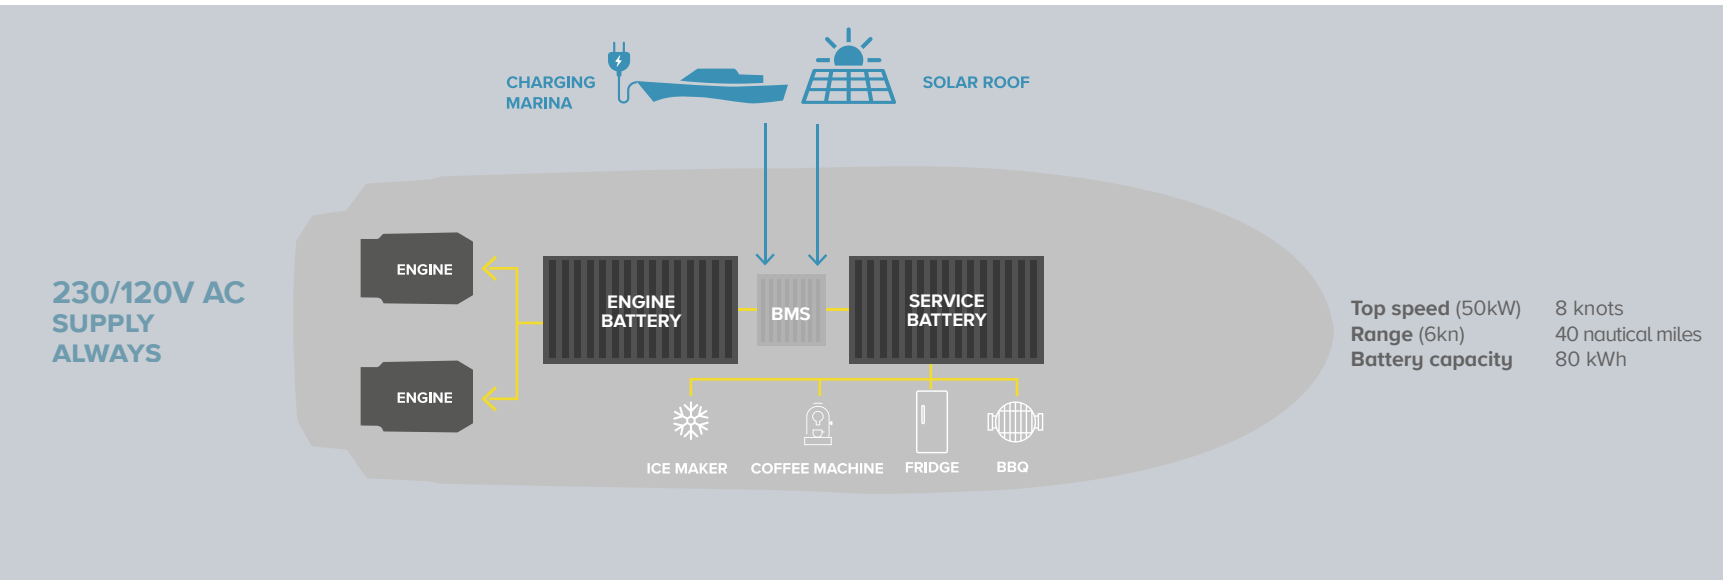 CHARGING
MARINA
SOLAR ROOF
230/120V AC
SUPPLY
ALWAYS
ENGINE
ENGINE
ENGINE
BATTERY
BMS
SERVICE
BATTERY
ICE MAKER
COFFEE MACHINE
FRIDGE
BBQ
Top speed (50kW) 8 knots
Range (6kn) 40 nautical miles
Battery capacity 80 kWh